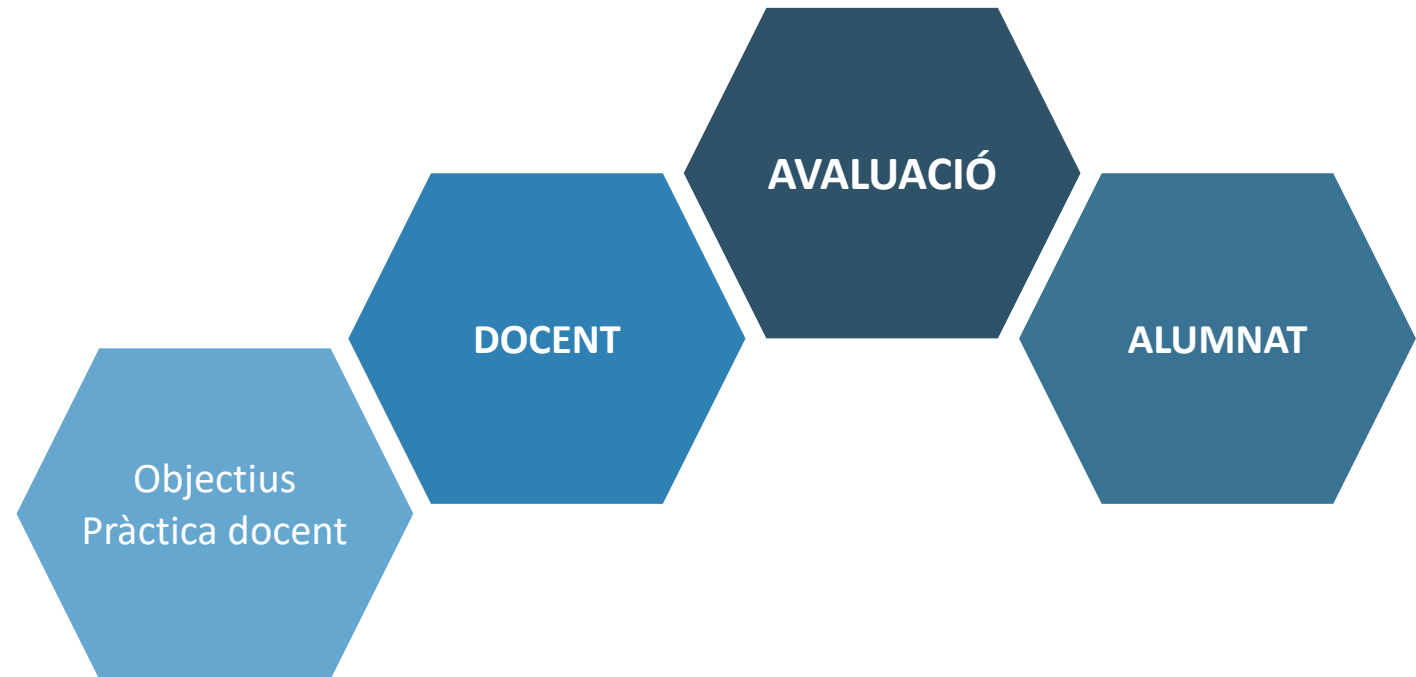 AVALUACIÓ
DOCENT
ALUMNAT
Objectius
Pràctica docent